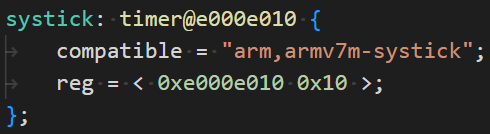 systick: timer@e000e010 {
compatible = "arm,armv7m-systick";
reg = < 0xe000e010 0x10 >;
};